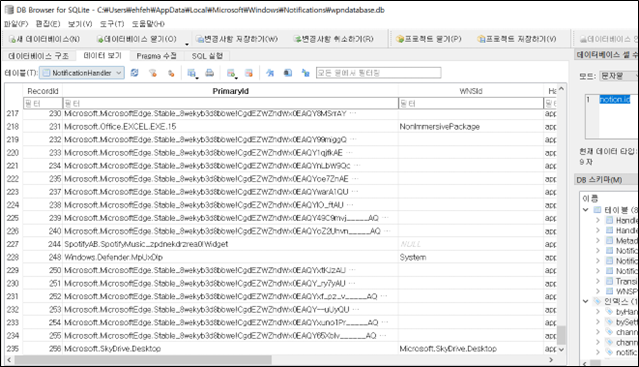 DB Browser for SQLite - C:₩Users₩ehfeh₩AppData₩Local₩Microsoft₩Windows₩Notifications₩wpndatabase.db
파일(F) 편집(E) 보기(V) 도구(T) 도움말(H)
새 데이터베이스(N) 데이터베이스 열기(O) 변경사항 저장하기(W) 변경사항 취소하기(R) 프로젝트 열기(P) 프로젝트 저장하기(V) 데이터베이
데이터베이스 구조 데이터 보기 Pragma 수정 SQL 실행
데이터베이스 셀 수
테이블(T): NotificationHandler 모든 열에서 필터링
모드: 문자열
RecordId PrimaryId WNSId Ha
필터 필터 필터 필터
1 notion.id
217 230 Microsoft.MicrosoftEdge.Stable_8wekyb3d8bbwe!CgdEZWZhdWx0EAQY8MSrrAY ... app
218 231 Microsoft.Office.EXCEL.EXE.15 NonImmersivePackage app
219 232 Microsoft.MicrosoftEdge.Stable_8wekyb3d8bbwe!CgdEZWZhdWx0EAQY99miggQ ... app
220 233 Microsoft.MicrosoftEdge.Stable_8wekyb3d8bbwe!CgdEZWZhdWx0EAQY1qjfkAE ... app
221 234 Microsoft.MicrosoftEdge.Stable_8wekyb3d8bbwe!CgdEZWZhdWx0EAQYnLbW9Qc ... app
222 235 Microsoft.MicrosoftEdge.Stable_8wekyb3d8bbwe!CgdEZWZhdWx0EAQYoe7ZnAE ... app
223 237 Microsoft.MicrosoftEdge.Stable_8wekyb3d8bbwe!CgdEZWZhdWx0EAQYwarA1QU ... app
224 238 Microsoft.MicrosoftEdge.Stable_8wekyb3d8bbwe!CgdEZWZhdWx0EAQYlO_ftAU ... app
225 239 Microsoft.MicrosoftEdge.Stable_8wekyb3d8bbwe!CgdEZWZhdWx0EAQY49C9mvj_____AQ ... app
226 240 Microsoft.MicrosoftEdge.Stable_8wekyb3d8bbwe!CgdEZWZhdWx0EAQYo2Uhvn_____AQ ... app
227 244 SpotifyAB.SpotifyMusic_zpdnekdrzrea0!Widget NULL app
228 248 Windows.Defender.MpUxDlp System app
229 250 Microsoft.MicrosoftEdge.Stable_8wekyb3d8bbwe!CgdEZWZhdWx0EAQYxtKJzAU ... app
230 251 Microsoft.MicrosoftEdge.Stable_8wekyb3d8bbwe!CgdEZWZhdWx0EAQY_ry7yAU ... app
231 252 Microsoft.MicrosoftEdge.Stable_8wekyb3d8bbwe!CgdEZWZhdWx0EAQYxf_pz_v_____AQ ... app
232 253 Microsoft.MicrosoftEdge.Stable_8wekyb3d8bbwe!CgdEZWZhdWx0EAQY--uUyQU ... app
233 254 Microsoft.MicrosoftEdge.Stable_8wekyb3d8bbwe!CgdEZWZhdWx0EAQYxuno1Pr_____AQ ... app
234 255 Microsoft.MicrosoftEdge.Stable_8wekyb3d8bbwe!CgdEZWZhdWx0EAQY65Xblv_____AQ ... app
235 256 Microsoft.SkyDrive.Desktop Microsoft.SkyDrive.Desktop app
현재 데이터 타입:
9 자
DB 스키마(M)
이름
테이블 (8
Handle
Handle
Metad
Notific
Notific
Notific
Transi
WNSP
인덱스 (1
byHan
bySett
chann
chann
notific